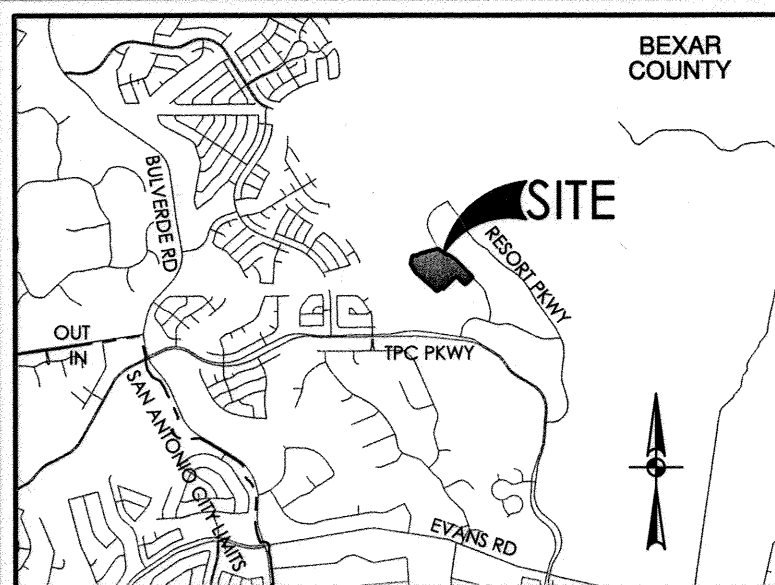 BEXAR
COUNTY
SITE
BULVERDE RD
RESORT PKWY
OUT
IN
TPC PKWY
SAN ANTONIO CITY LIMITS
EVANS RD